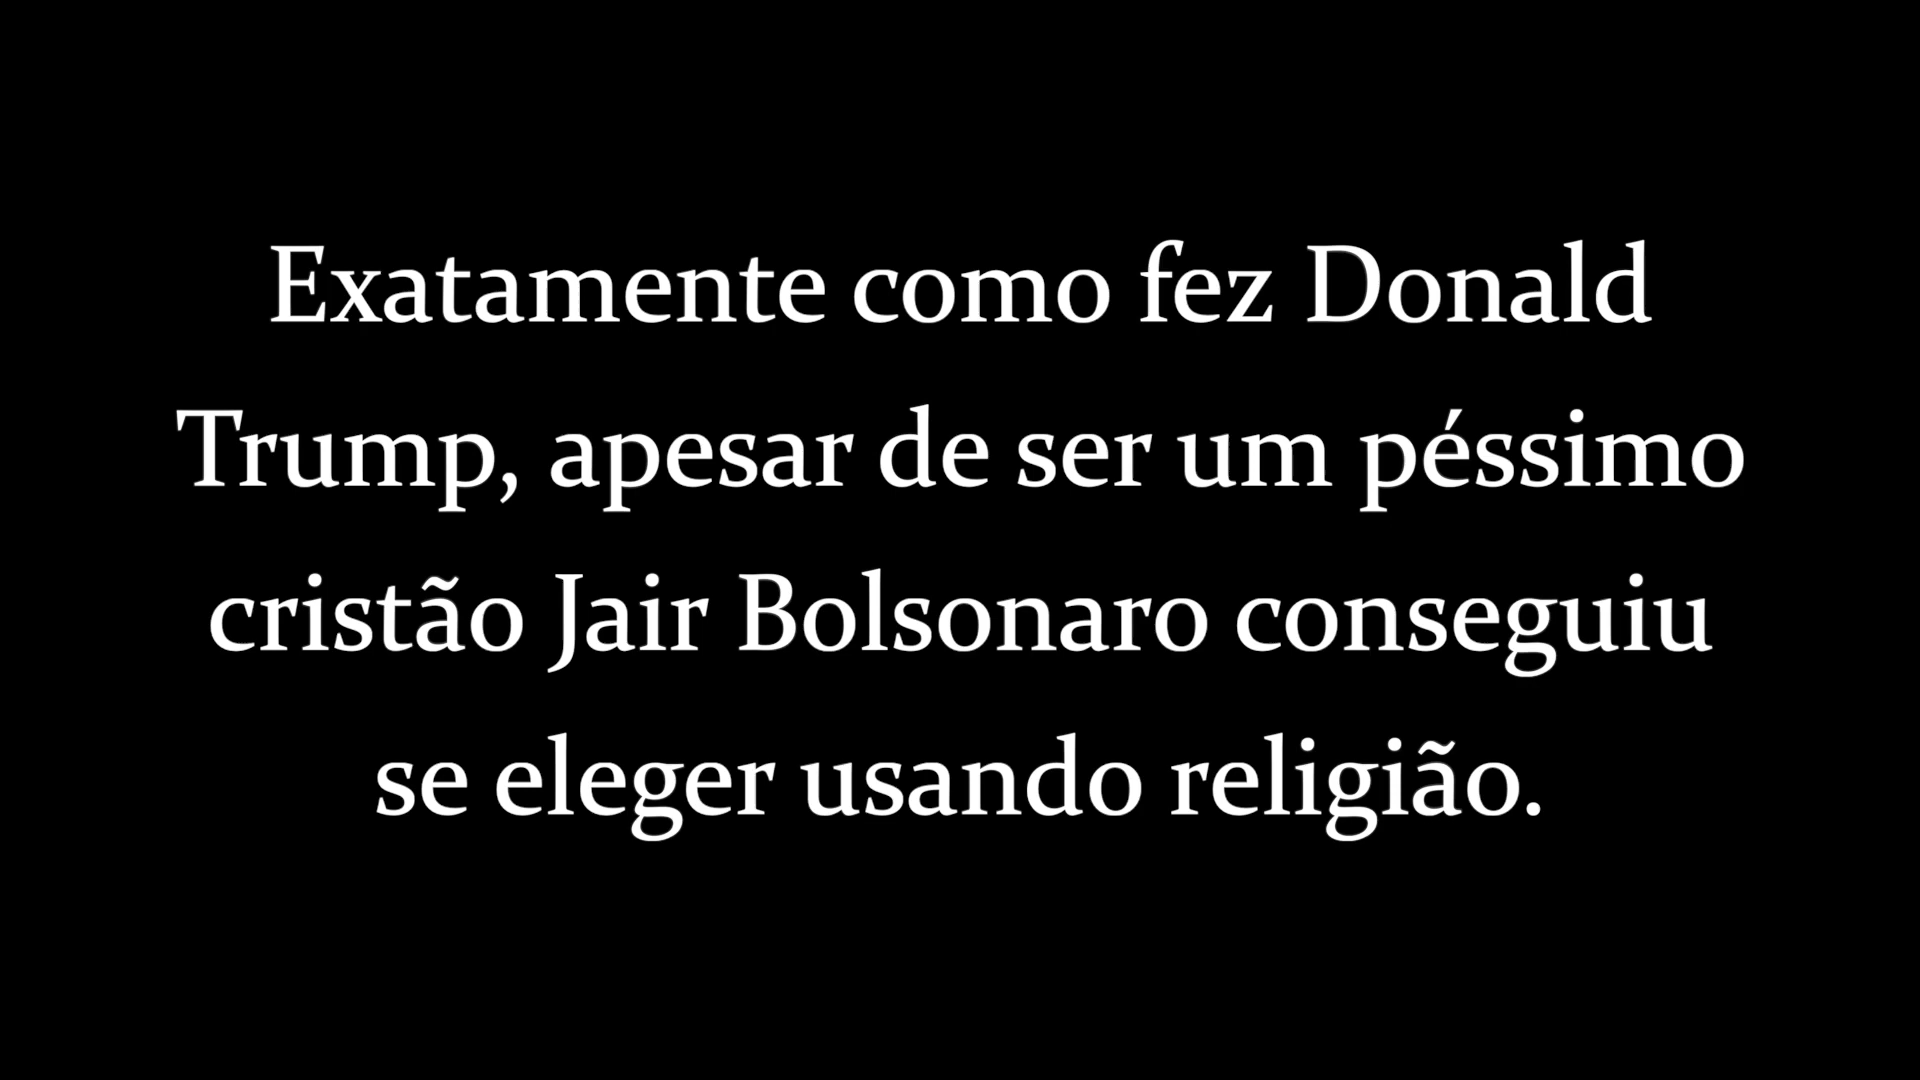 Exatamente como fez Donald
Trump, apesar de ser um péssimo
cristão Jair Bolsonaro conseguiu
se eleger usando religião.